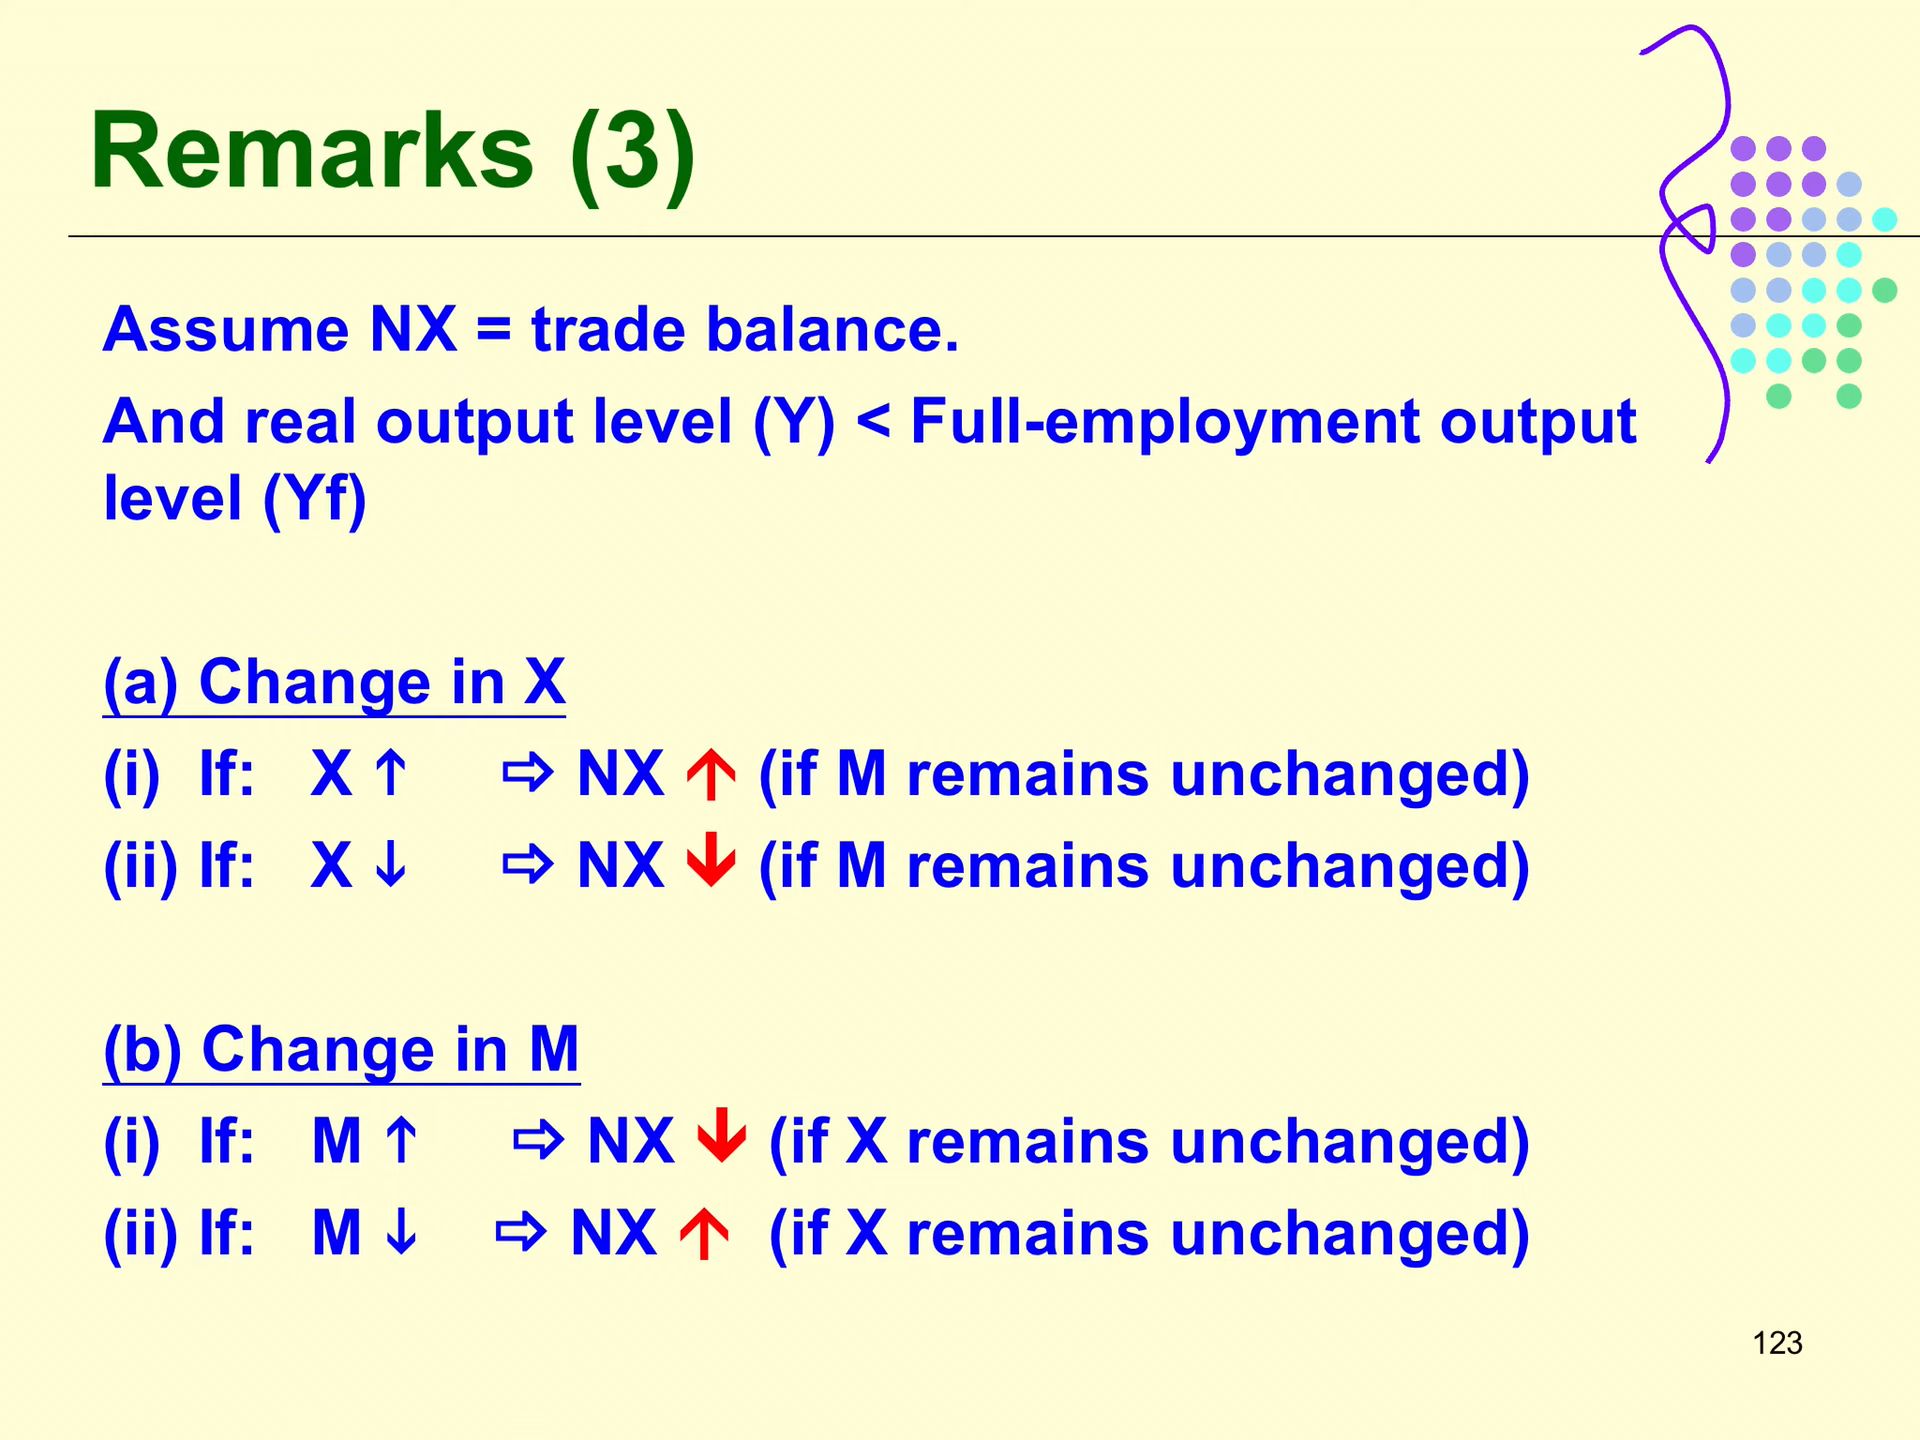 Remarks (3)
Assume NX = trade balance.
And real output level (Y) < Full-employment output
level (Yf)
(a) Change in X
(i) If: X ↑ ⇨ NX ↑ (if M remains unchanged)
(ii) If: X ↓ ⇨ NX ↓ (if M remains unchanged)
(b) Change in M
(i) If: M ↑ ⇨ NX ↓ (if X remains unchanged)
(ii) If: M ↓ ⇨ NX ↑ (if X remains unchanged)
123